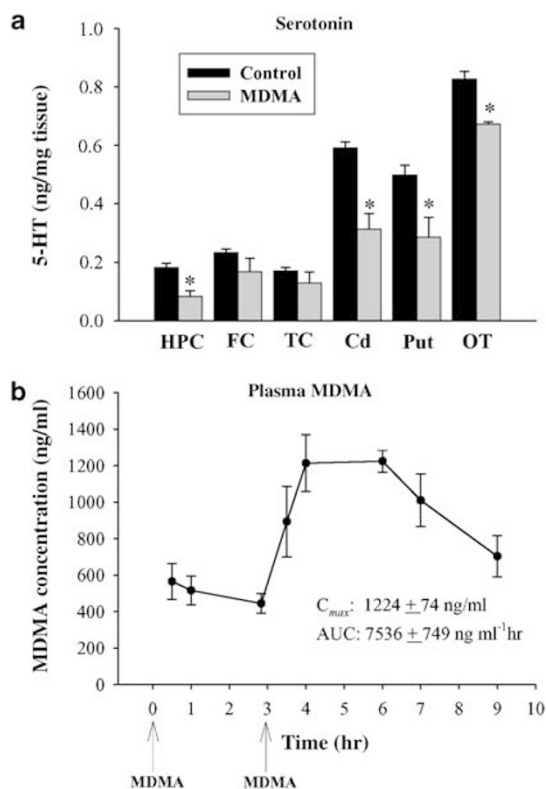 a
Serotonin
Control
MDMA
5-HT (ng/mg tissue)
1.0
0.8
0.6
0.4
0.2
0.0
* * * *
HPC FC TC Cd Put OT
b
Plasma MDMA
MDMA concentration (ng/ml)
1600
1400
1200
1000
800
600
400
200
0
C max: 1224 ± 74 ng/ml
AUC: 7536 ± 749 ng ml⁻¹hr
0 1 2 3 4 5 6 7 8 9 10
Time (hr)
MDMA MDMA